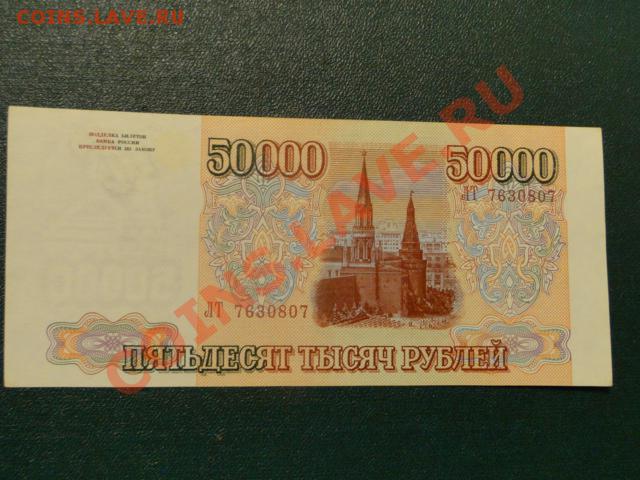 COINS.LAVE.RU
ПОДДЕЛКА БИЛЕТОВ
БАНКА РОССИИ
ПРЕСЛЕДУЕТСЯ ПО ЗАКОНУ
50000
50000
ЛТ 7630807
ЛТ 7630807
ПЯТЬДЕСЯТ ТЫСЯЧ РУБЛЕЙ
COINS.LAVE.RU